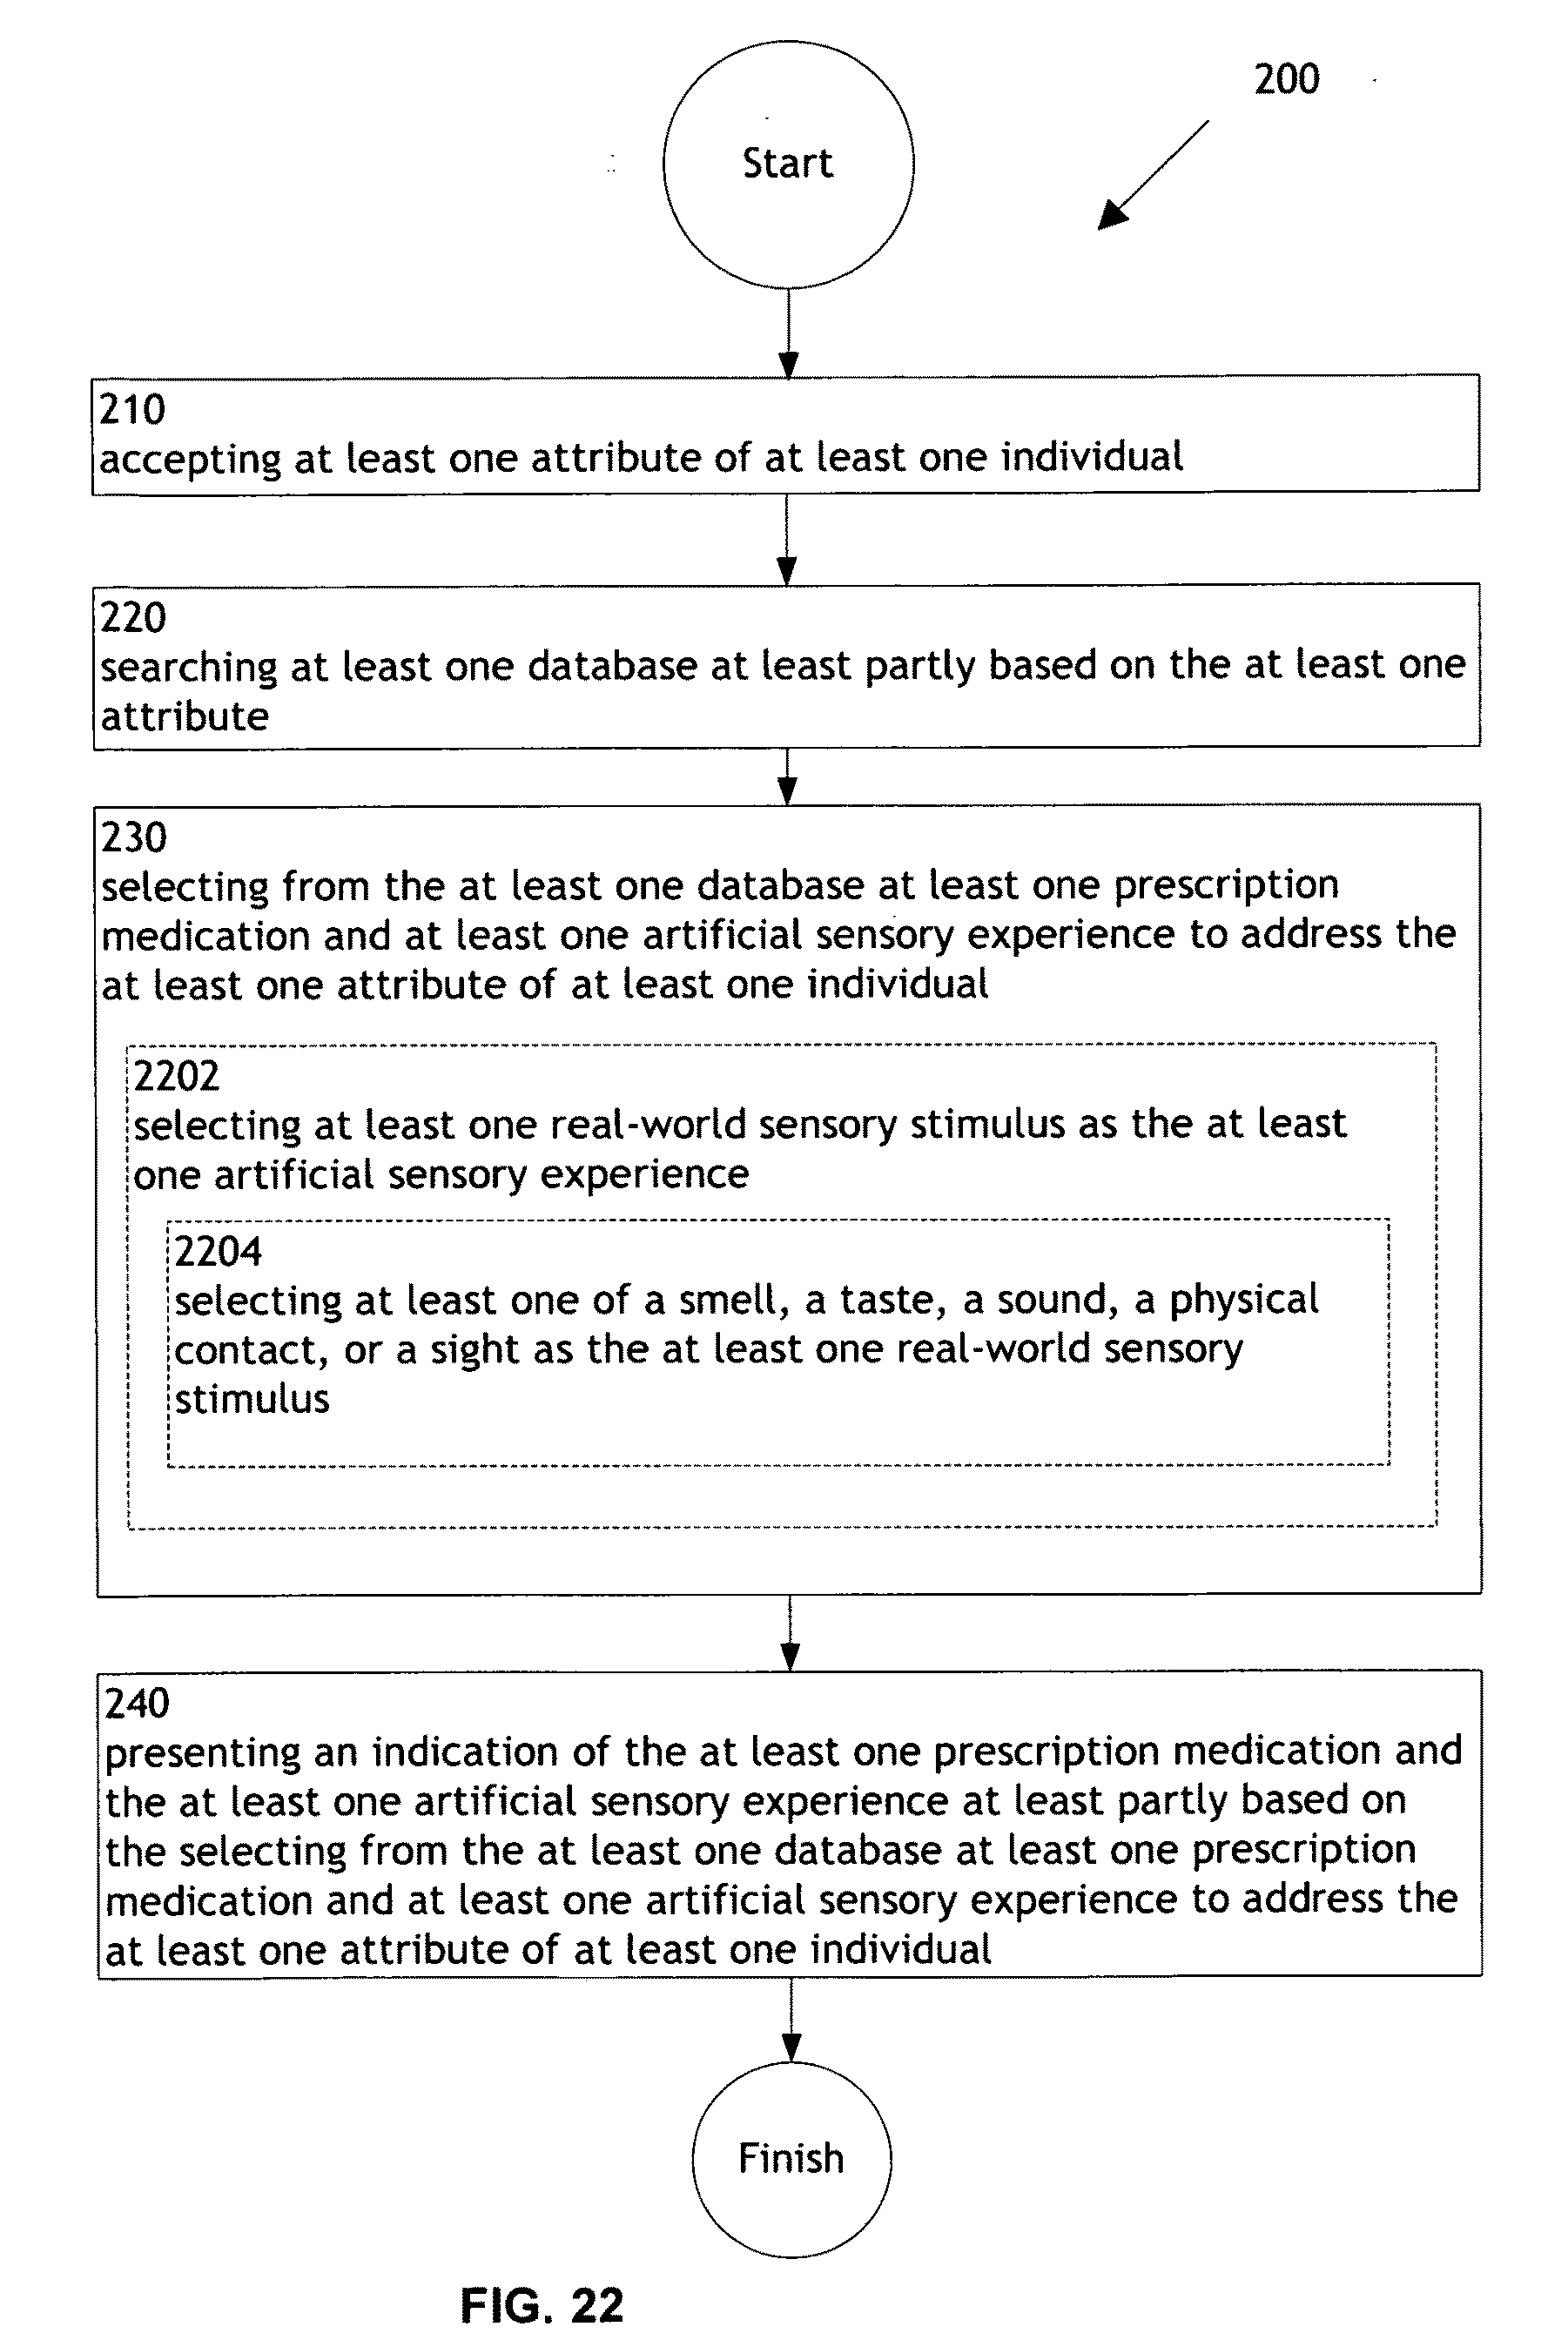 200
Start
210
accepting at least one attribute of at least one individual
220
searching at least one database at least partly based on the at least one
attribute
230
selecting from the at least one database at least one prescription
medication and at least one artificial sensory experience to address the
at least one attribute of at least one individual
2202
selecting at least one real-world sensory stimulus as the at least
one artificial sensory experience
2204
selecting at least one of a smell, a taste, a sound, a physical
contact, or a sight as the at least one real-world sensory
stimulus
240
presenting an indication of the at least one prescription medication and
the at least one artificial sensory experience at least partly based on
the selecting from the at least one database at least one prescription
medication and at least one artificial sensory experience to address the
at least one attribute of at least one individual
Finish
FIG. 22